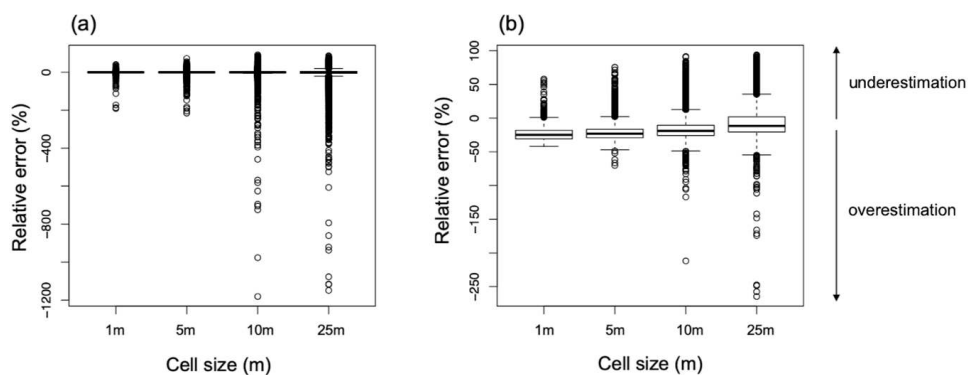 (a)
Relative error (%)
0
-400
-800
-1200
1m
5m
10m
25m
Cell size (m)
(b)
Relative error (%)
100
50
0
-50
-150
-250
1m
5m
10m
25m
Cell size (m)
underestimation
overestimation